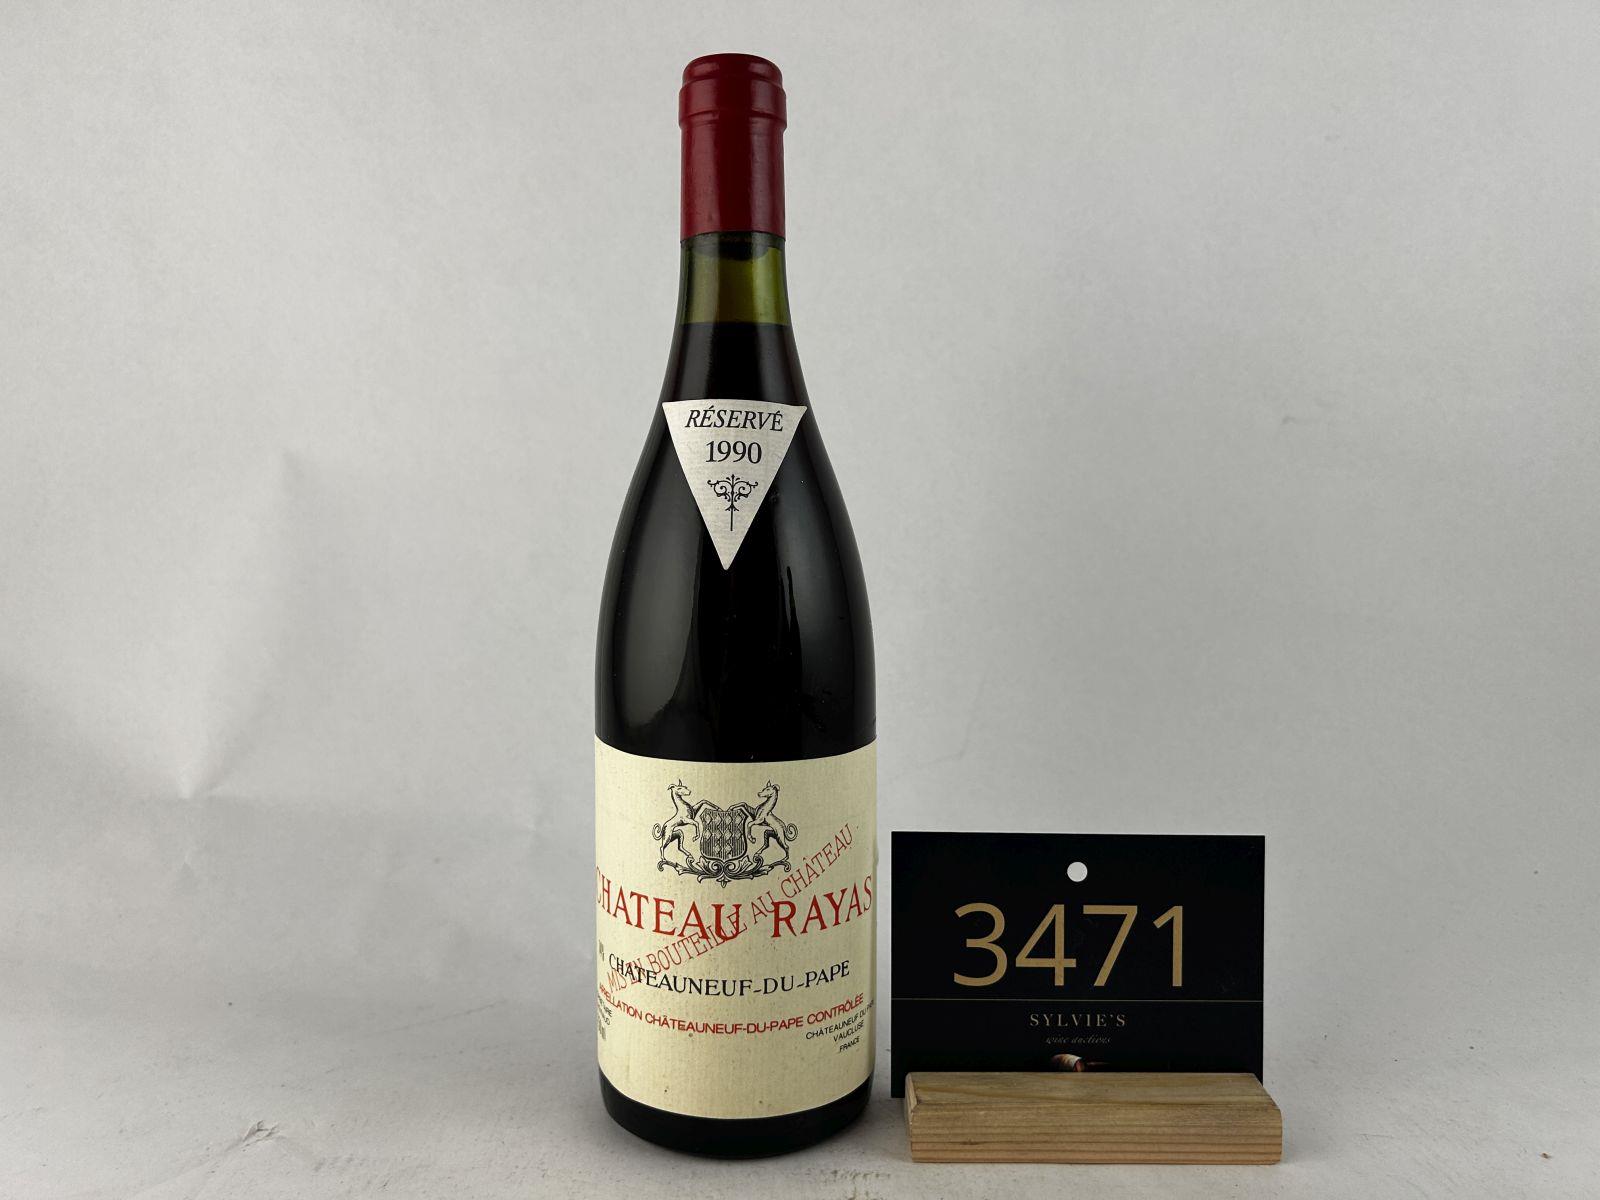 RÉSERVÉ
1990
CHATEAU RAYAS
MIS EN BOUTEILLE AU CHÂTEAU
CHATEAUNEUF-DU-PAPE
APPELLATION CHÂTEAUNEUF-DU-PAPE CONTRÔLÉE
CHÂTEAUNEUF DU PAPE
VAUCLUSE
FRANCE
3471
SYLVIE'S
wine auctions